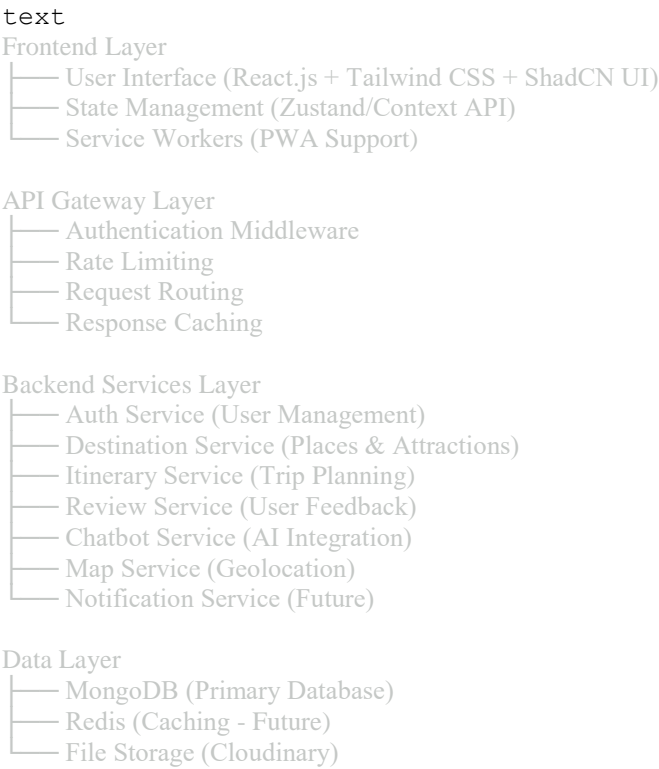 text
Frontend Layer
├── User Interface (React.js + Tailwind CSS + ShadCN UI)
├── State Management (Zustand/Context API)
└── Service Workers (PWA Support)

API Gateway Layer
├── Authentication Middleware
├── Rate Limiting
├── Request Routing
└── Response Caching

Backend Services Layer
├── Auth Service (User Management)
├── Destination Service (Places & Attractions)
├── Itinerary Service (Trip Planning)
├── Review Service (User Feedback)
├── Chatbot Service (AI Integration)
├── Map Service (Geolocation)
└── Notification Service (Future)

Data Layer
├── MongoDB (Primary Database)
├── Redis (Caching - Future)
└── File Storage (Cloudinary)